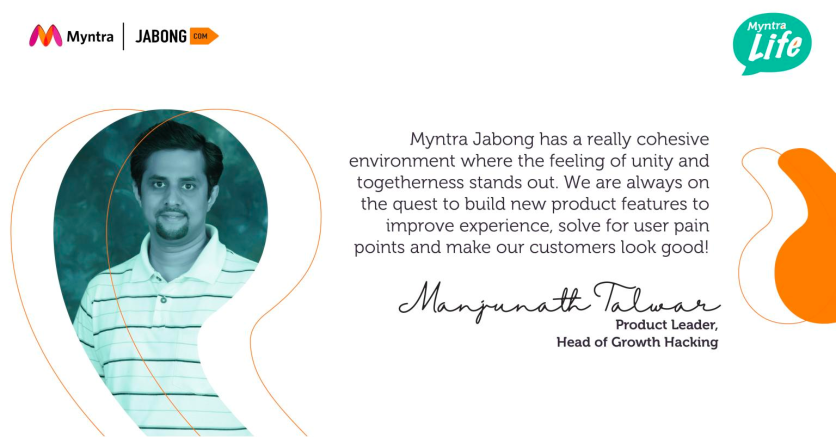 Myntra | JABONG COM
Myntra
Life
Myntra Jabong has a really cohesive
environment where the feeling of unity and
togetherness stands out. We are always on
the quest to build new product features to
improve experience, solve for user pain
points and make our customers look good!
Manjunath Talwar
Product Leader,
Head of Growth Hacking